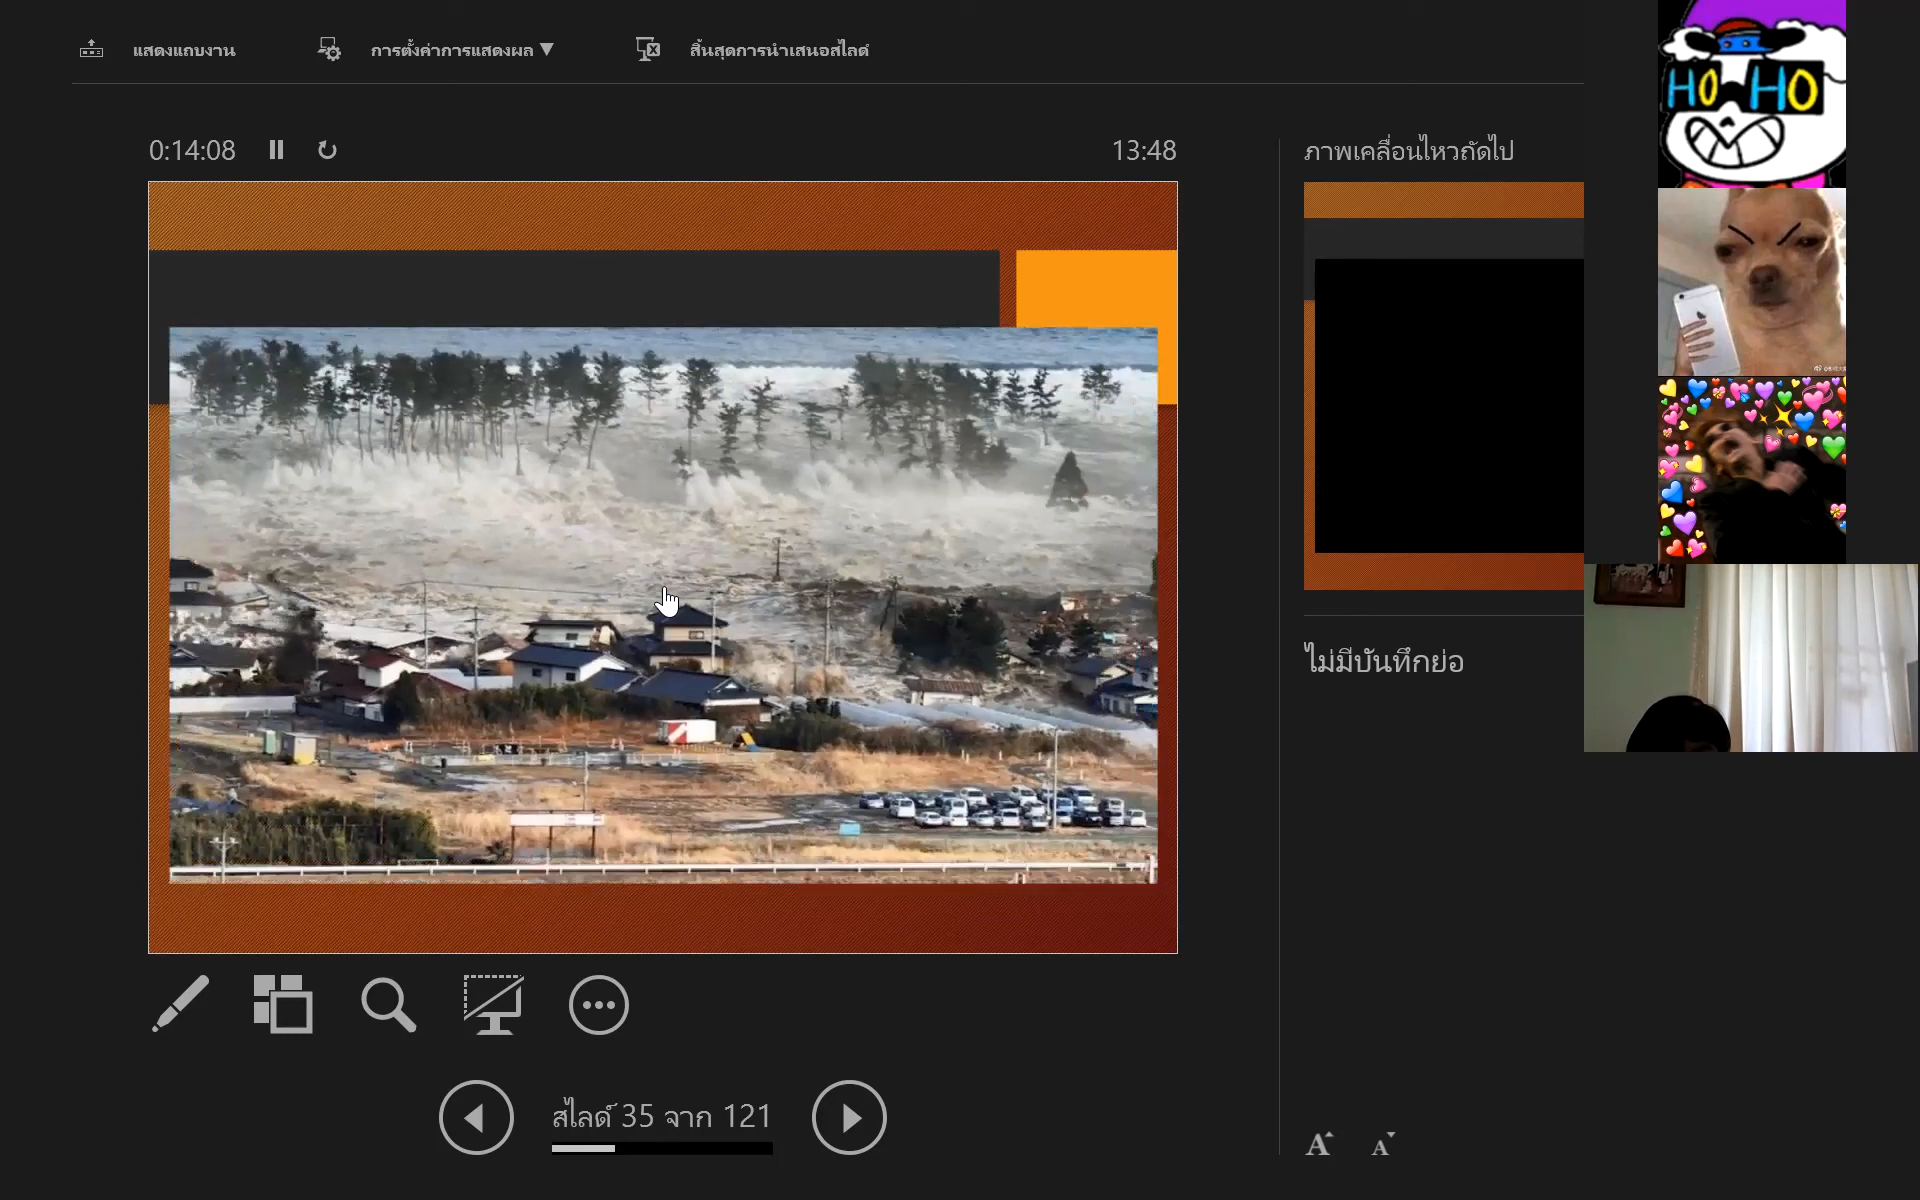 แสดงแถบงาน
การตั้งค่าการแสดงผล ▼
สิ้นสุดการนำเสนอสไลด์
0:14:08
13:48
ภาพเคลื่อนไหวถัดไป
HO HO
ไม่มีบันทึกย่อ
สไลด์ 35 จาก 121
A A